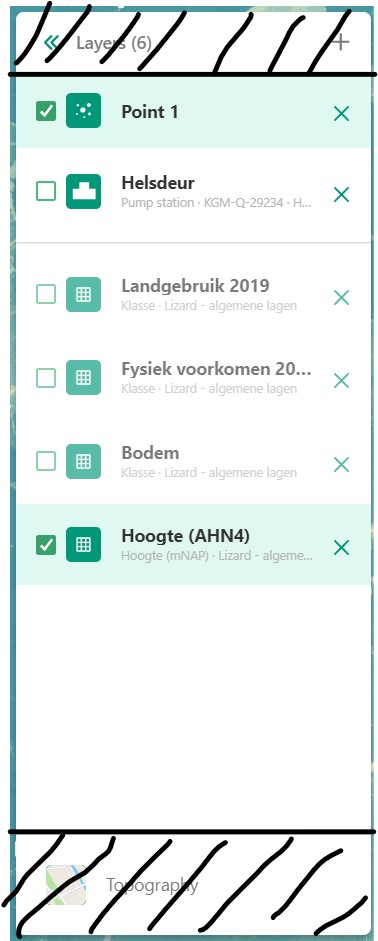 Layers (6)
Point 1
Helsdeur
Pump station · KGM-Q-29234 · H...
Landgebruik 2019
Klasse · Lizard - algemene lagen
Fysiek voorkomen 20...
Klasse · Lizard - algemene lagen
Bodem
Klasse · Lizard - algemene lagen
Hoogte (AHN4)
Hoogte (mNAP) · Lizard - algeme...
Topography